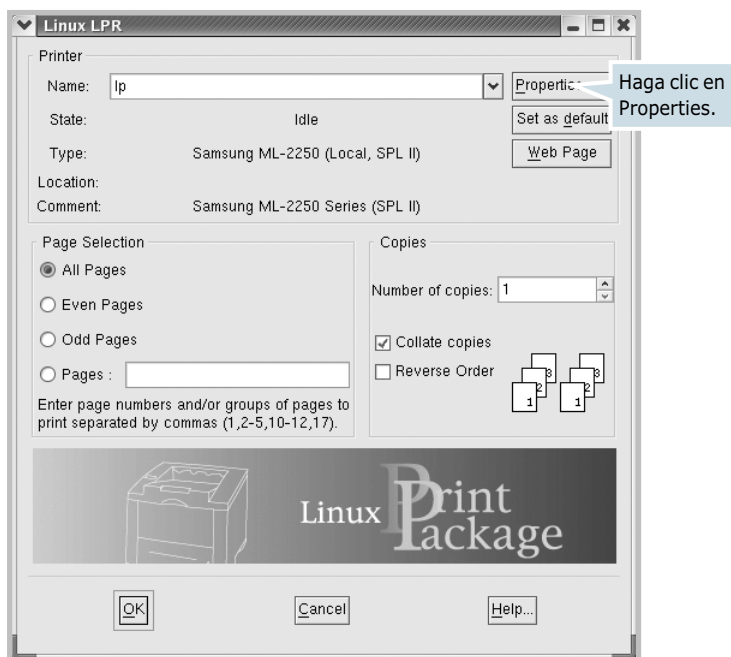 Linux LPR
Printer
Name: lp
Haga clic en
Properties.
State: Idle
Set as default
Type: Samsung ML-2250 (Local, SPL II)
Web Page
Location:
Comment: Samsung ML-2250 Series (SPL II)
Page Selection
All Pages
Even Pages
Odd Pages
Pages :
Enter page numbers and/or groups of pages to
print separated by commas (1,2-5,10-12,17).
Copies
Number of copies: 1
Collate copies
Reverse Order
1 2 3 1 2 3
Linux Print
Package
OK Cancel Help...